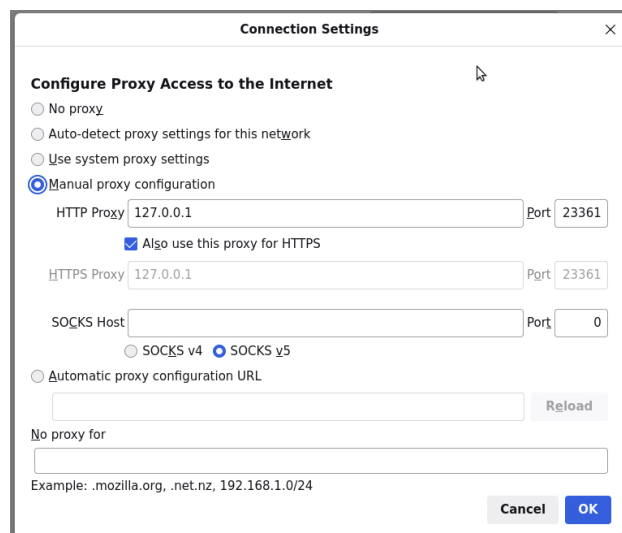 Connection Settings
Configure Proxy Access to the Internet
No proxy
Auto-detect proxy settings for this network
Use system proxy settings
Manual proxy configuration
HTTP Proxy 127.0.0.1 Port 23361
Also use this proxy for HTTPS
HTTPS Proxy 127.0.0.1 Port 23361
SOCKS Host Port 0
SOCKS v4 SOCKS v5
Automatic proxy configuration URL
Reload
No proxy for
Example: .mozilla.org, .net.nz, 192.168.1.0/24
Cancel OK